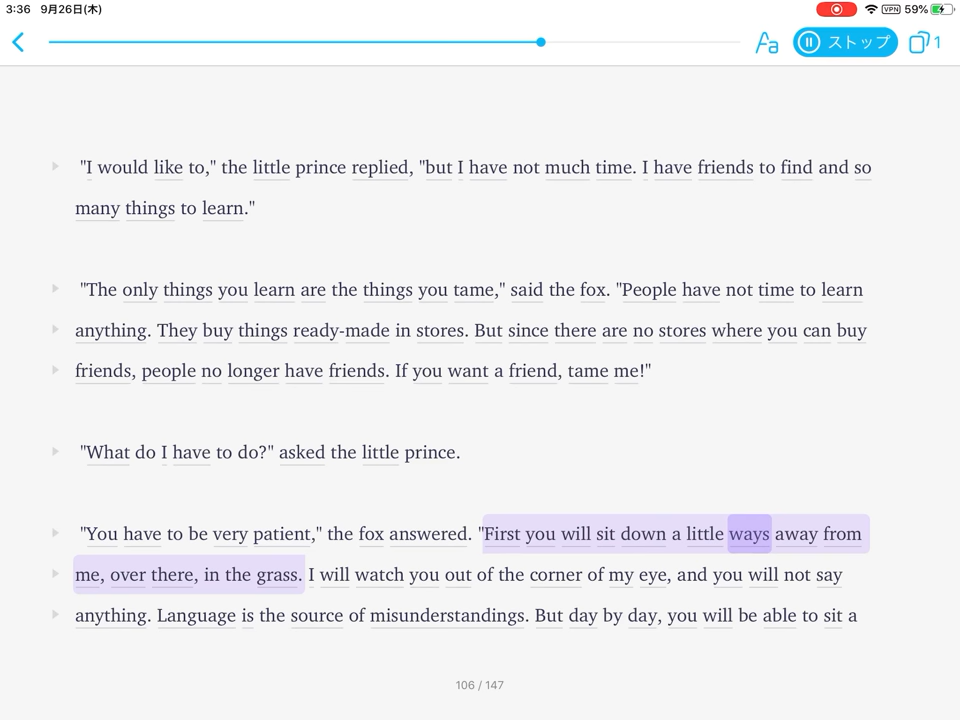 3:36 9月26日(木) VPN 59%
Aa ストップ 1
"I would like to," the little prince replied, "but I have not much time. I have friends to find and so
many things to learn."
"The only things you learn are the things you tame," said the fox. "People have not time to learn
anything. They buy things ready-made in stores. But since there are no stores where you can buy
friends, people no longer have friends. If you want a friend, tame me!"
"What do I have to do?" asked the little prince.
"You have to be very patient," the fox answered. "First you will sit down a little ways away from
me, over there, in the grass. I will watch you out of the corner of my eye, and you will not say
anything. Language is the source of misunderstandings. But day by day, you will be able to sit a
106 / 147